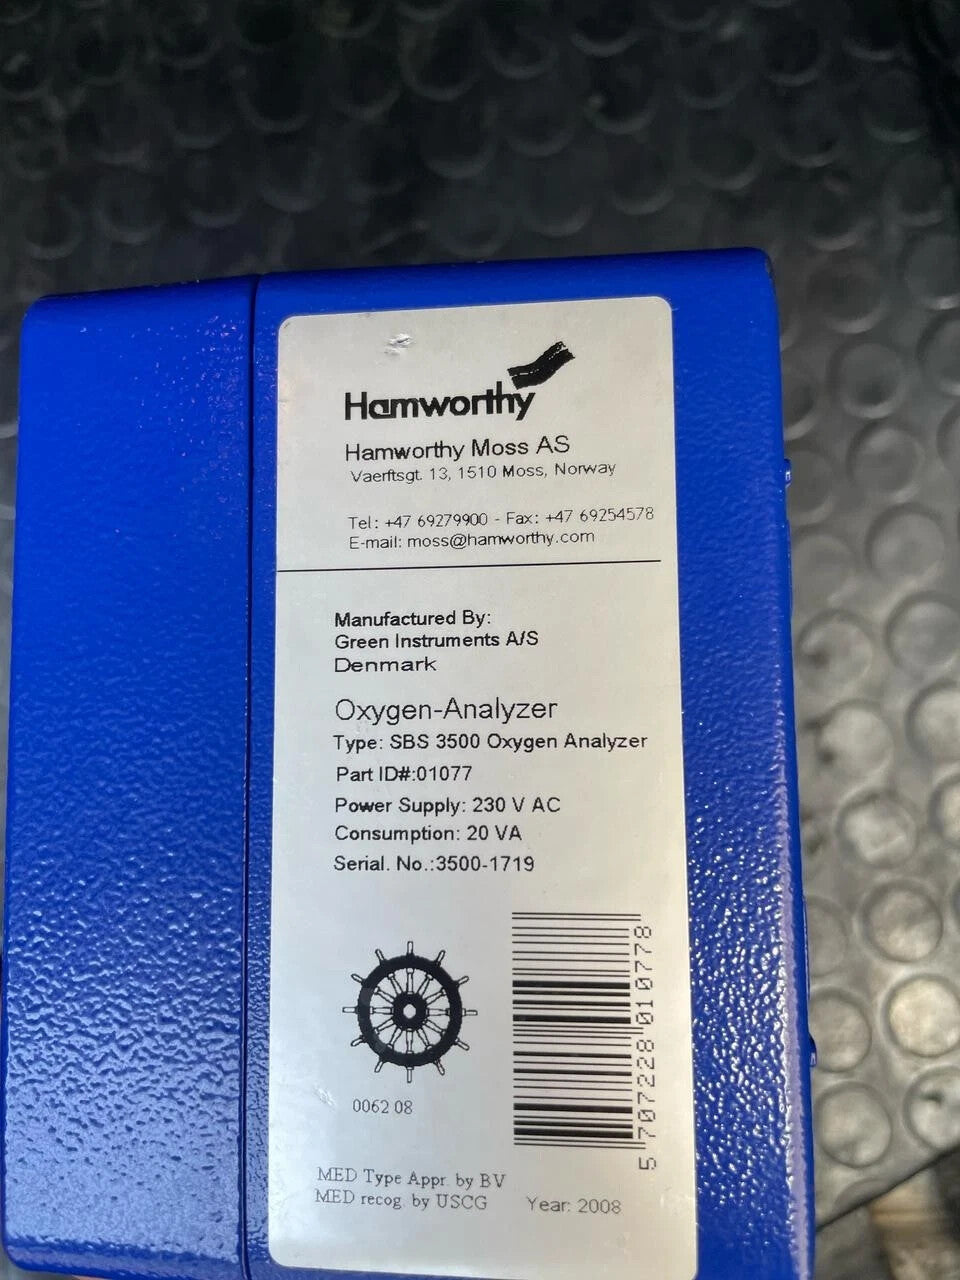 Hamworthy
Hamworthy Moss AS
Vaerftsgt. 13, 1510 Moss, Norway
Tel: +47 69279900 - Fax: +47 69254578
E-mail: moss@hamworthy.com
Manufactured By:
Green Instruments A/S
Denmark
Oxygen-Analyzer
Type: SBS 3500 Oxygen Analyzer
Part ID#:01077
Power Supply: 230 V AC
Consumption: 20 VA
Serial. No.:3500-1719
5 707228 010778
0062 08
MED Type Appr. by BV
MED recog. by USCG
Year: 2008